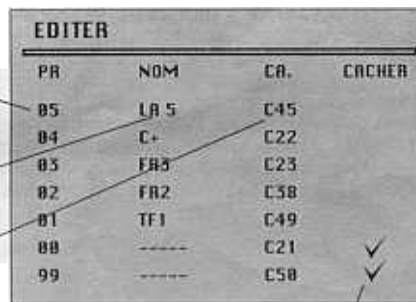 EDITER
PR NOM CA. CACHER
05 LA 5 C45
04 C+ C22
03 FR3 C23
02 FR2 C38
01 TF1 C49
00 ----- C21 ✓
99 ----- C58 ✓